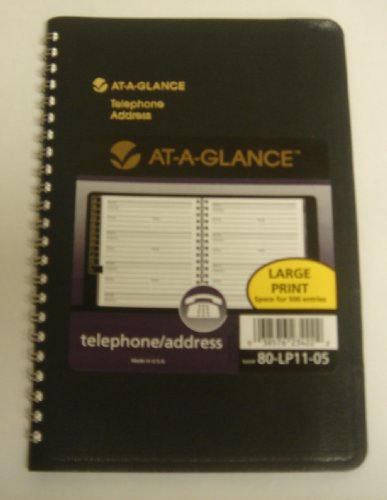 AT-A-GLANCE
Telephone
Address
AT-A-GLANCE™
LARGE
PRINT
Space for 500 entries
telephone/address
Made in U.S.A.
80-LP11-05